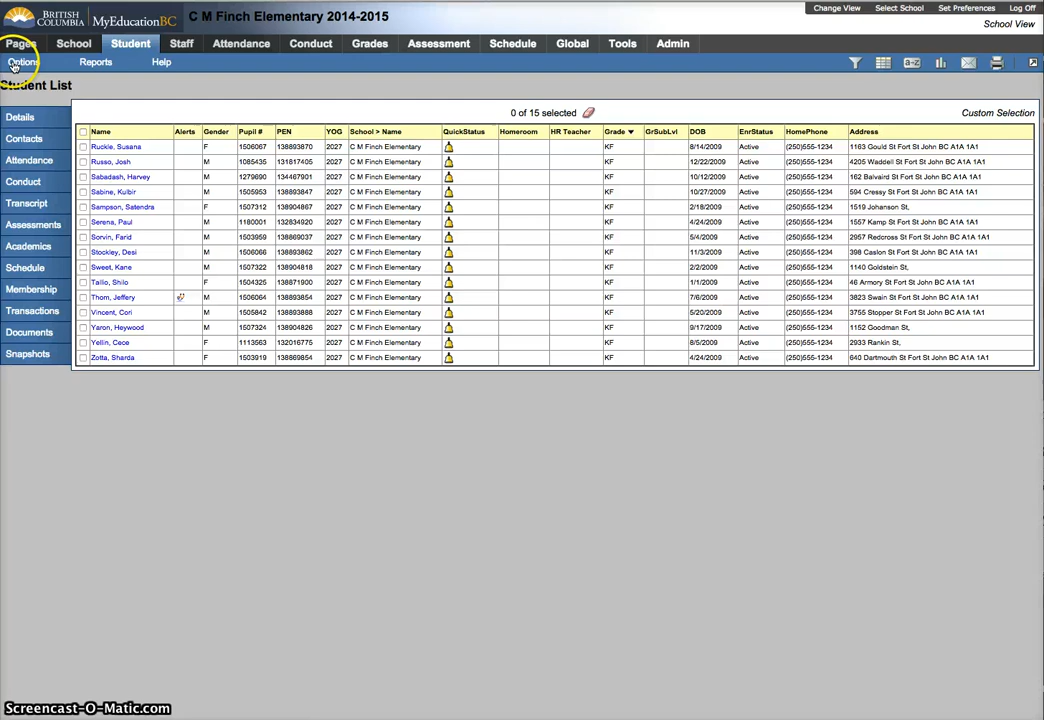 BRITISH COLUMBIA MyEducationBC C M Finch Elementary 2014-2015 Change View Select School Set Preferences Log Off
School View
Pages School Student Staff Attendance Conduct Grades Assessment Schedule Global Tools Admin
Options Reports Help a-z
Student List
0 of 15 selected Custom Selection
Name Alerts Gender Pupil # PEN YOG School > Name QuickStatus Homeroom HR Teacher Grade GrSubLvl DOB EnrStatus HomePhone Address
Ruckle, Susana F 1506067 138893870 2027 C M Finch Elementary KF 8/14/2009 Active (250)555-1234 1163 Gould St Fort St John BC A1A 1A1
Russo, Josh M 1085435 131817405 2027 C M Finch Elementary KF 12/22/2009 Active (250)555-1234 4205 Waddell St Fort St John BC A1A 1A1
Sabadash, Harvey M 1279690 134467901 2027 C M Finch Elementary KF 10/12/2009 Active (250)555-1234 162 Balvaird St Fort St John BC A1A 1A1
Sabine, Kulbir M 1505953 138893847 2027 C M Finch Elementary KF 10/27/2009 Active (250)555-1234 594 Cressy St Fort St John BC A1A 1A1
Sampson, Satendra F 1507312 138904867 2027 C M Finch Elementary KF 2/18/2009 Active (250)555-1234 1519 Johanson St,
Serena, Paul M 1180001 132834920 2027 C M Finch Elementary KF 4/24/2009 Active (250)555-1234 1557 Kamp St Fort St John BC A1A 1A1
Sorvin, Farid M 1503959 138869037 2027 C M Finch Elementary KF 5/4/2009 Active (250)555-1234 2957 Redcross St Fort St John BC A1A 1A1
Stockley, Desi M 1506066 138893862 2027 C M Finch Elementary KF 11/3/2009 Active (250)555-1234 398 Caslon St Fort St John BC A1A 1A1
Sweet, Kane M 1507322 138904818 2027 C M Finch Elementary KF 2/2/2009 Active (250)555-1234 1140 Goldstein St,
Tallio, Shilo F 1504325 138871900 2027 C M Finch Elementary KF 1/1/2009 Active (250)555-1234 46 Armory St Fort St John BC A1A 1A1
Thom, Jeffery M 1506064 138893854 2027 C M Finch Elementary KF 7/6/2009 Active (250)555-1234 3823 Swain St Fort St John BC A1A 1A1
Vincent, Cori M 1505842 138893888 2027 C M Finch Elementary KF 5/20/2009 Active (250)555-1234 3755 Stopper St Fort St John BC A1A 1A1
Yaron, Heywood M 1507324 138904826 2027 C M Finch Elementary KF 9/17/2009 Active (250)555-1234 1152 Goodman St,
Yellin, Cece F 1113563 132016775 2027 C M Finch Elementary KF 8/5/2009 Active (250)555-1234 2933 Rankin St,
Zotta, Sharda F 1503919 138869854 2027 C M Finch Elementary KF 4/24/2009 Active (250)555-1234 640 Dartmouth St Fort St John BC A1A 1A1
Details
Contacts
Attendance
Conduct
Transcript
Assessments
Academics
Schedule
Membership
Transactions
Documents
Snapshots
Screencast-O-Matic.com